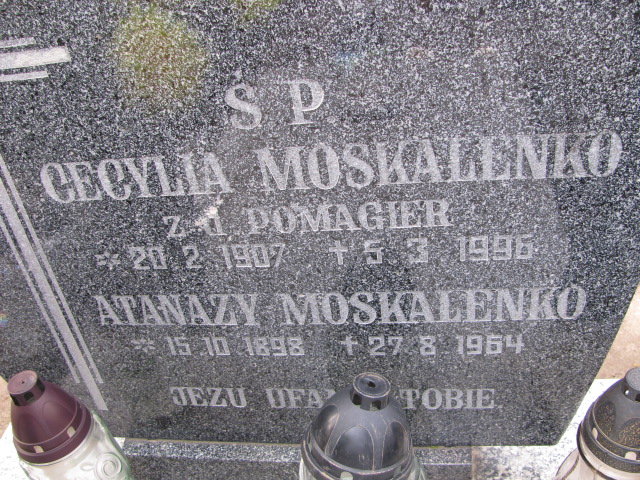 Ś P
CECYLIA MOSKALENKO
Z. D. POMAGIER
* 20 2 1907 † 5 3 1996
ATANAZY MOSKALENKO
* 15 10 1898 † 27 8 1964
JEZU TOBIE